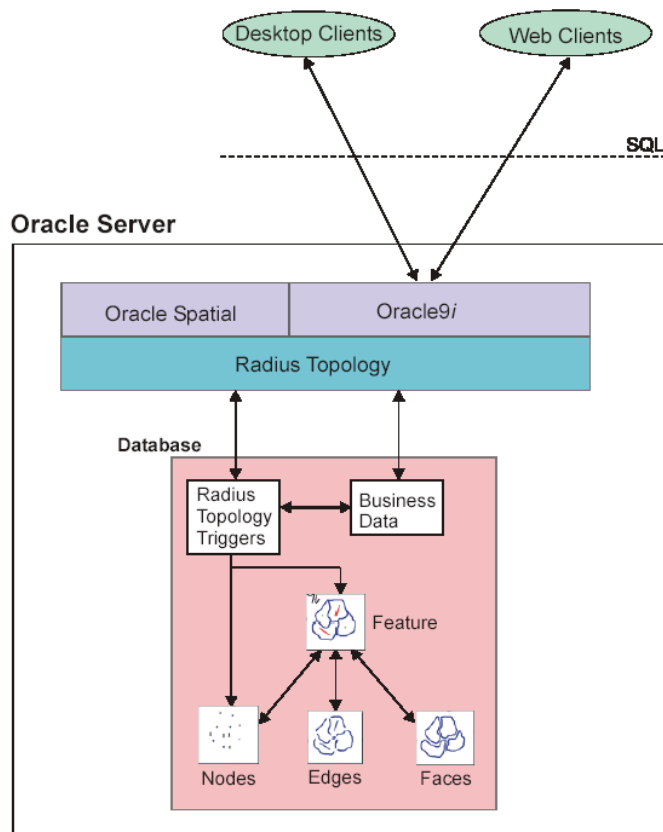 Desktop Clients
Web Clients
SQL
Oracle Server
Oracle Spatial
Oracle9i
Radius Topology
Database
Radius
Topology
Triggers
Business
Data
Feature
Nodes
Edges
Faces